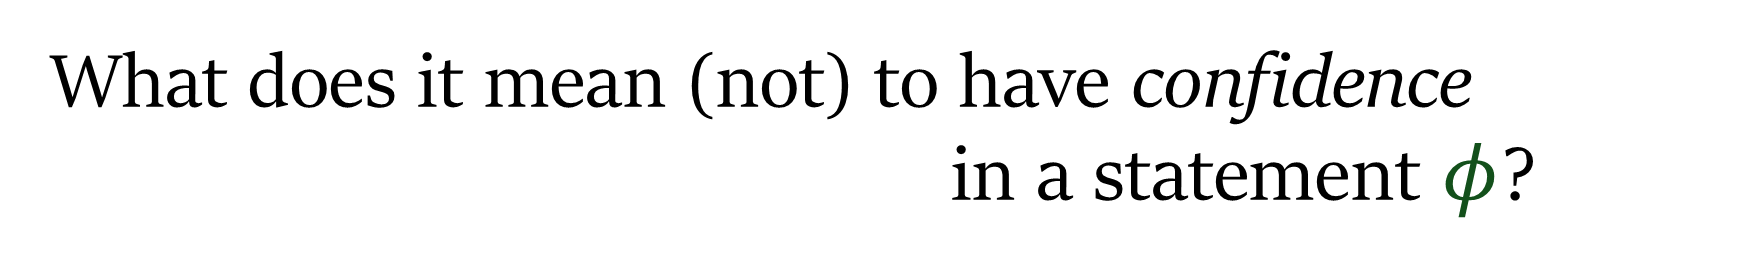 What does it mean (not) to have confidence
in a statement ϕ?